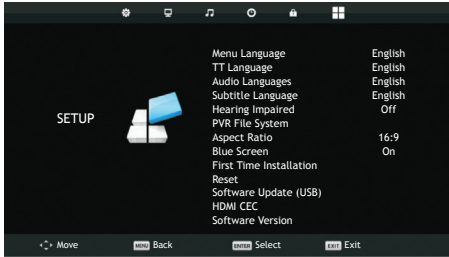 SETUP
Menu Language English
TT Language English
Audio Languages English
Subtitle Language English
Hearing Impaired Off
PVR File System
Aspect Ratio 16:9
Blue Screen On
First Time Installation
Reset
Software Update (USB)
HDMI CEC
Software Version
Move MENU Back ENTER Select EXIT Exit